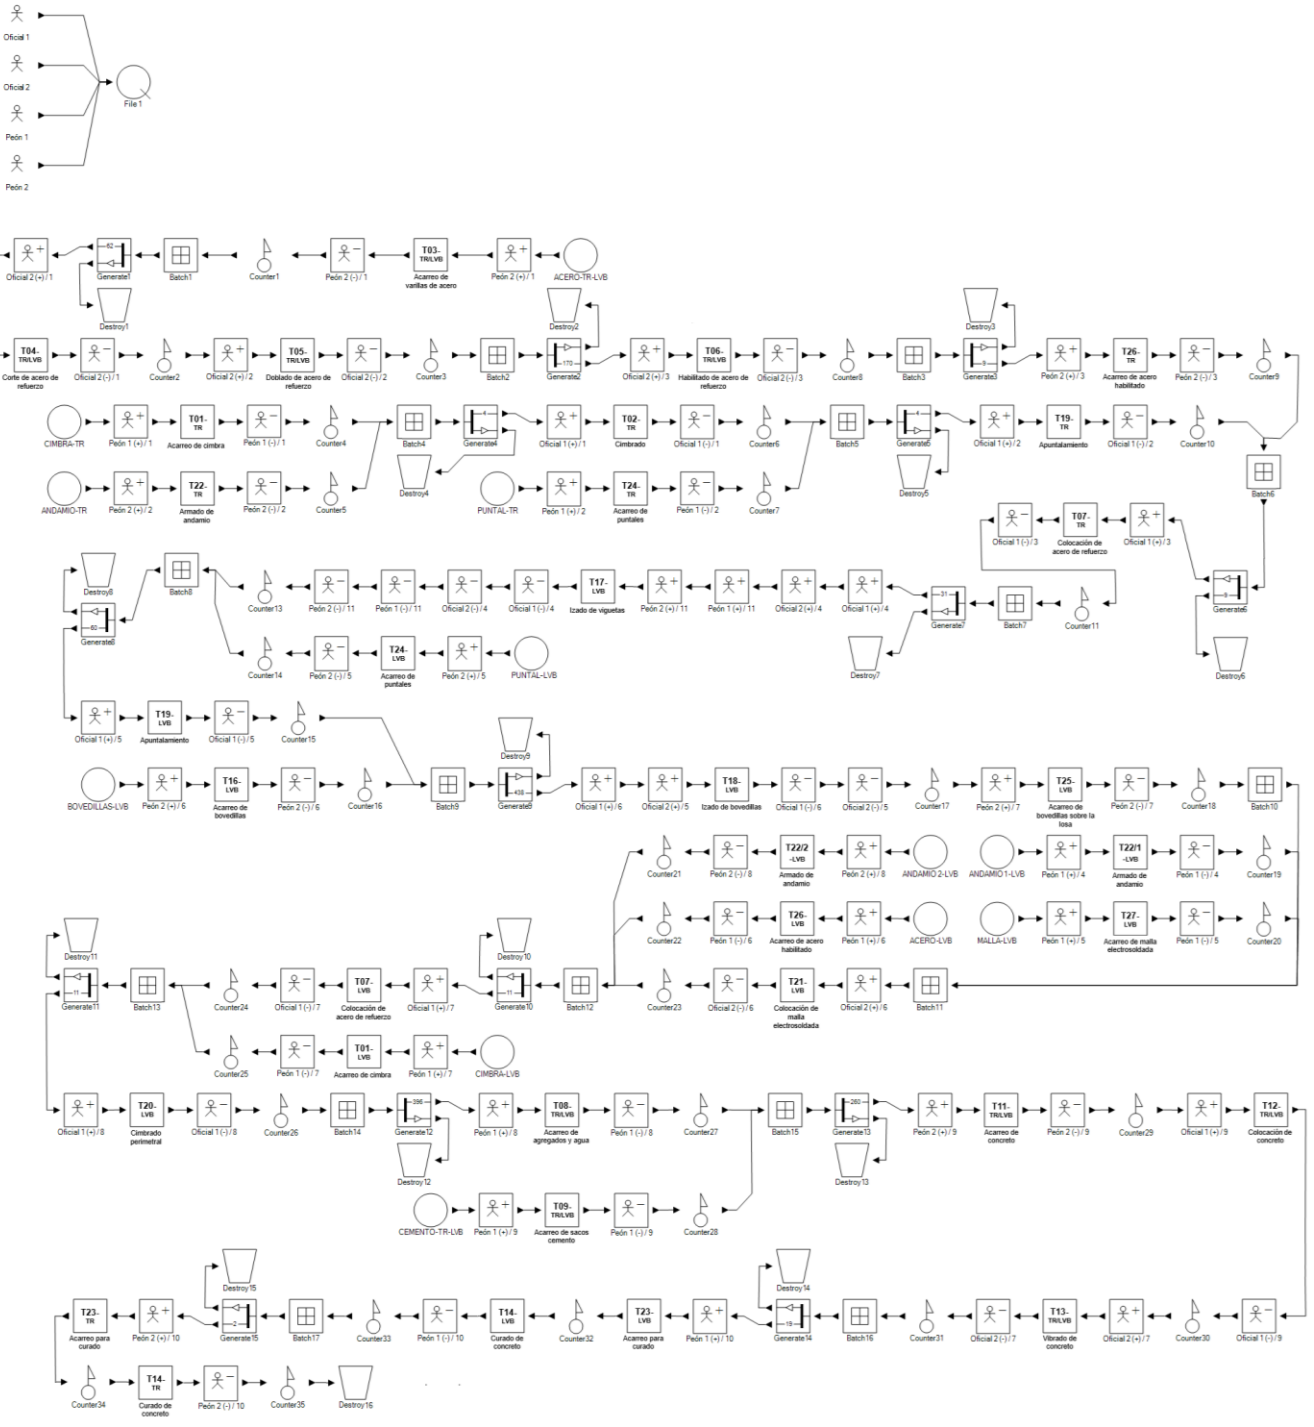 Oficial 1
Oficial 2
File 1
Peón 1
Peón 2
62
T03-
TR/LVB
Oficial 2 (+) / 1
Generate1
Batch1
Counter1
Peón 2 (-) / 1
Acarreo de
varillas de acero
Peón 2 (+) / 1
ACERO-TR-LVB
Destroy1
Destroy2
Destroy3
T04-
TR/LVB
T05-
TR/LVB
170
T06-
TR/LVB
9
T26-
TR
Corte de acero de
refuerzo
Oficial 2 (-) / 1
Counter2
Oficial 2 (+) / 2
Doblado de acero de
refuerzo
Oficial 2 (-) / 2
Counter3
Batch2
Generate2
Oficial 2 (+) / 3
Habilitado de acero de
refuerzo
Oficial 2 (-) / 3
Counter8
Batch3
Generate3
Peón 2 (+) / 3
Acarreo de acero
habilitado
Peón 2 (-) / 3
Counter9
T01-
TR
4
T02-
TR
4
T19-
TR
CIMBRA-TR
Peón 1 (+) / 1
Acarreo de cimbra
Peón 1 (-) / 1
Counter4
Batch4
Generate4
Oficial 1 (+) / 1
Cimbrado
Oficial 1 (-) / 1
Counter6
Batch5
Generate5
Oficial 1 (+) / 2
Apuntalamiento
Oficial 1 (-) / 2
Counter10
T22-
TR
Destroy4
T24-
TR
Destroy5
Batch6
ANDAMIO-TR
Peón 2 (+) / 2
Armado de
andamio
Peón 2 (-) / 2
Counter5
PUNTAL-TR
Peón 1 (+) / 2
Acarreo de
puntales
Peón 1 (-) / 2
Counter7
T07-
TR
Oficial 1 (-) / 3
Colocación de
acero de refuerzo
Oficial 1 (+) / 3
Destroy8
Batch8
T17-
LVB
31
9
Counter13
Peón 2 (-) / 11
Peón 1 (-) / 11
Oficial 2 (-) / 4
Oficial 1 (-) / 4
Izado de viguetas
Peón 2 (+) / 11
Peón 1 (+) / 11
Oficial 2 (+) / 4
Oficial 1 (+) / 4
Generate7
Batch7
Counter11
Generate6
60
Generate8
T24-
LVB
Counter14
Peón 2 (-) / 5
Acarreo de
puntales
Peón 2 (+) / 5
PUNTAL-LVB
Destroy7
Destroy6
T19-
LVB
Oficial 1 (+) / 5
Apuntalamiento
Oficial 1 (-) / 5
Counter15
Destroy9
T16-
LVB
438
T18-
LVB
T25-
LVB
BOVEDILLAS-LVB
Peón 2 (+) / 6
Acarreo de
bovedillas
Peón 2 (-) / 6
Counter16
Batch9
Generate9
Oficial 1 (+) / 6
Oficial 2 (+) / 5
Izado de bovedillas
Oficial 1 (-) / 6
Oficial 2 (-) / 5
Counter17
Peón 2 (+) / 7
Acarreo de
bovedillas sobre la
losa
Peón 2 (-) / 7
Counter18
Batch10
T22/2
-LVB
T22/1
-LVB
Counter21
Peón 2 (-) / 8
Armado de
andamio
Peón 2 (+) / 8
ANDAMIO 2-LVB
ANDAMIO 1-LVB
Peón 1 (+) / 4
Armado de
andamio
Peón 1 (-) / 4
Counter19
T26-
LVB
T27-
LVB
Destroy11
Destroy10
Counter22
Peón 1 (-) / 6
Acarreo de acero
habilitado
Peón 1 (+) / 6
ACERO-LVB
MALLA-LVB
Peón 1 (+) / 5
Acarreo de malla
electrosoldada
Peón 1 (-) / 5
Counter20
11
T07-
LVB
11
T21-
LVB
Generate11
Batch13
Counter24
Oficial 1 (-) / 7
Colocación de
acero de refuerzo
Oficial 1 (+) / 7
Generate10
Batch12
Counter23
Oficial 2 (-) / 6
Colocación de
malla
electrosoldada
Oficial 2 (+) / 6
Batch11
T01-
LVB
Counter25
Peón 1 (-) / 7
Acarreo de cimbra
Peón 1 (+) / 7
CIMBRA-LVB
T20-
LVB
396
T08-
TR/LVB
260
T11-
TR/LVB
T12-
TR/LVB
Oficial 1 (+) / 8
Cimbrado
perimetral
Oficial 1 (-) / 8
Counter26
Batch14
Generate12
Peón 1 (+) / 8
Acarreo de
agregados y agua
Peón 1 (-) / 8
Counter27
Batch15
Generate13
Peón 2 (+) / 9
Acarreo de
concreto
Peón 2 (-) / 9
Counter29
Oficial 1 (+) / 9
Colocación de
concreto
Destroy12
Destroy13
T09-
TR/LVB
CEMENTO-TR-LVB
Peón 1 (+) / 9
Acarreo de sacos
cemento
Peón 1 (-) / 9
Counter28
Destroy15
Destroy14
T23-
TR
2
T14-
LVB
T23-
LVB
19
T13-
TR/LVB
Acarreo para
curado
Peón 2 (+) / 10
Generate15
Batch17
Counter33
Peón 1 (-) / 10
Curado de
concreto
Counter32
Acarreo para
curado
Peón 1 (+) / 10
Generate14
Batch16
Counter31
Oficial 2 (-) / 7
Vibrado de
concreto
Oficial 2 (+) / 7
Counter30
Oficial 1 (-) / 9
T14-
TR
Counter34
Curado de
concreto
Peón 2 (-) / 10
Counter35
Destroy16